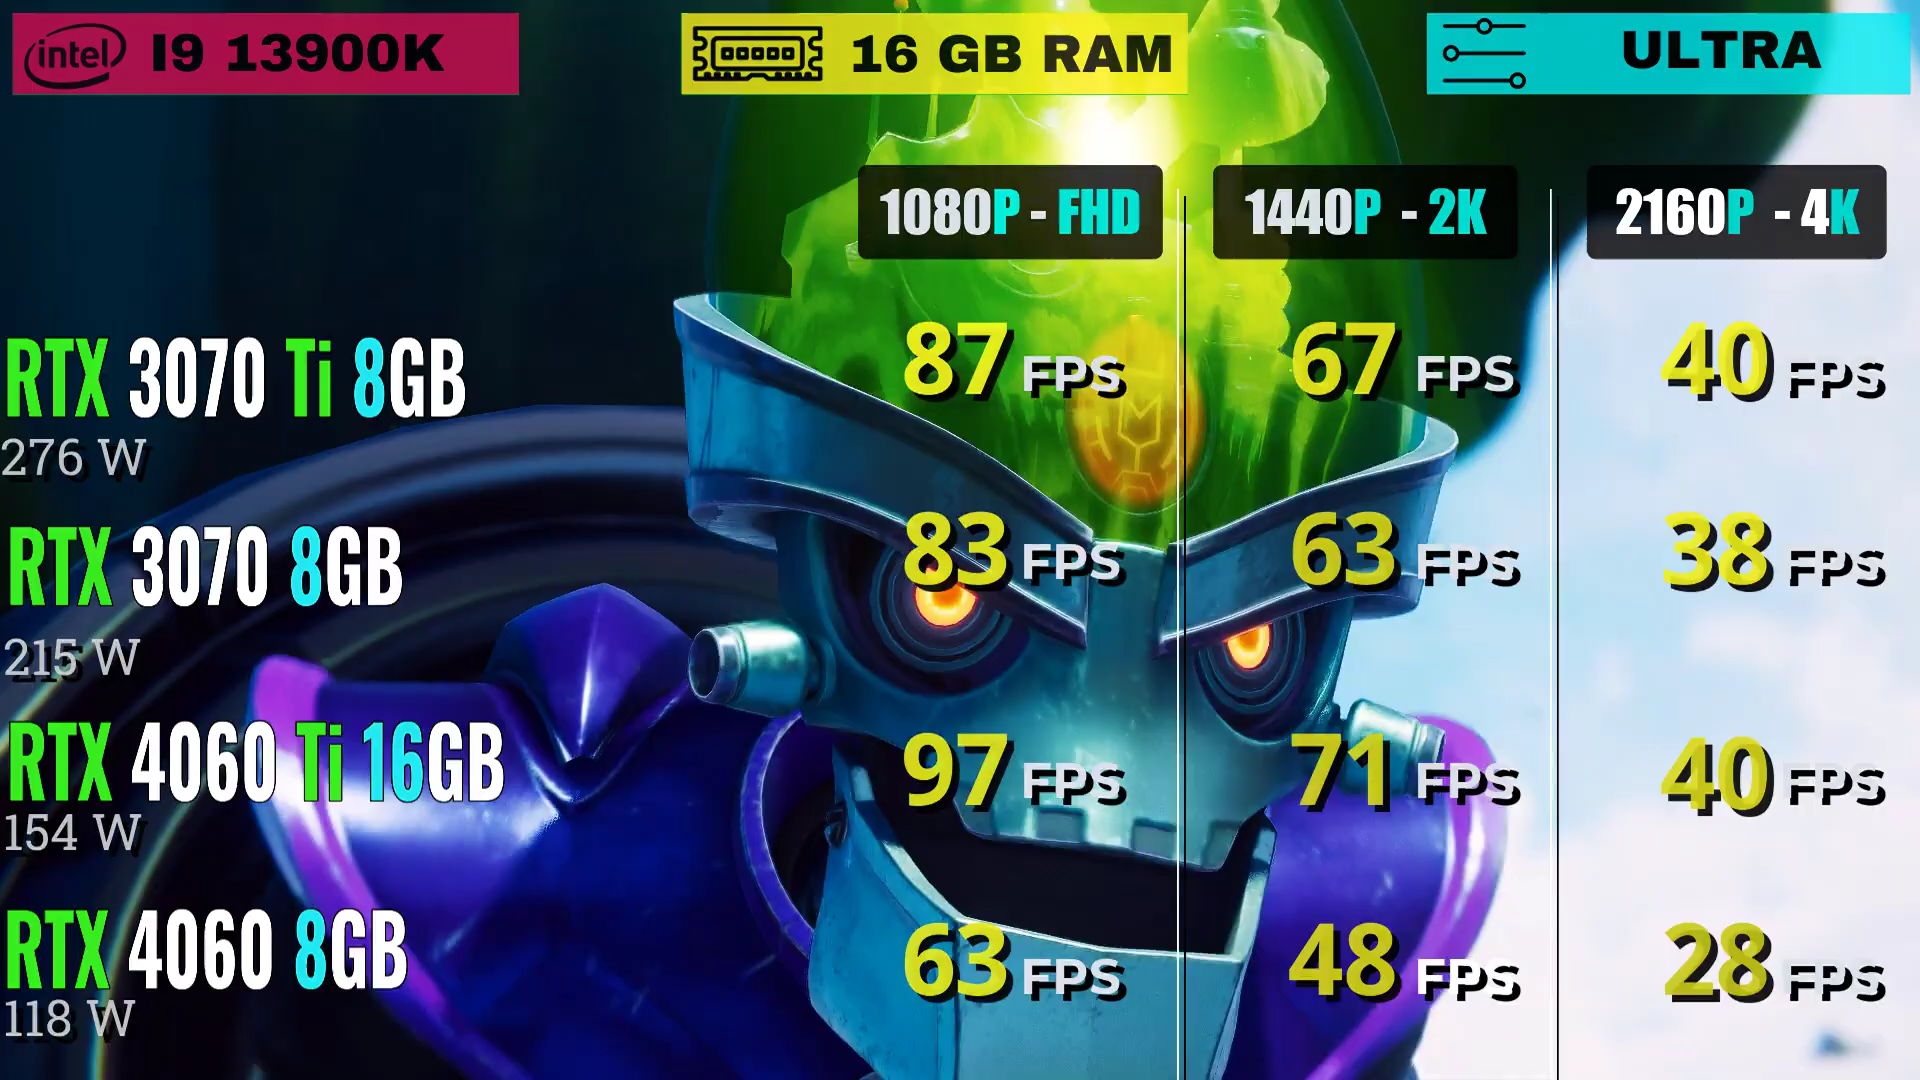 intel I9 13900K
16 GB RAM
ULTRA
1080P - FHD
1440P - 2K
2160P - 4K
RTX 3070 Ti 8GB
87 FPS
67 FPS
40 FPS
276 W
RTX 3070 8GB
83 FPS
63 FPS
38 FPS
215 W
RTX 4060 Ti 16GB
97 FPS
71 FPS
40 FPS
154 W
RTX 4060 8GB
63 FPS
48 FPS
28 FPS
118 W